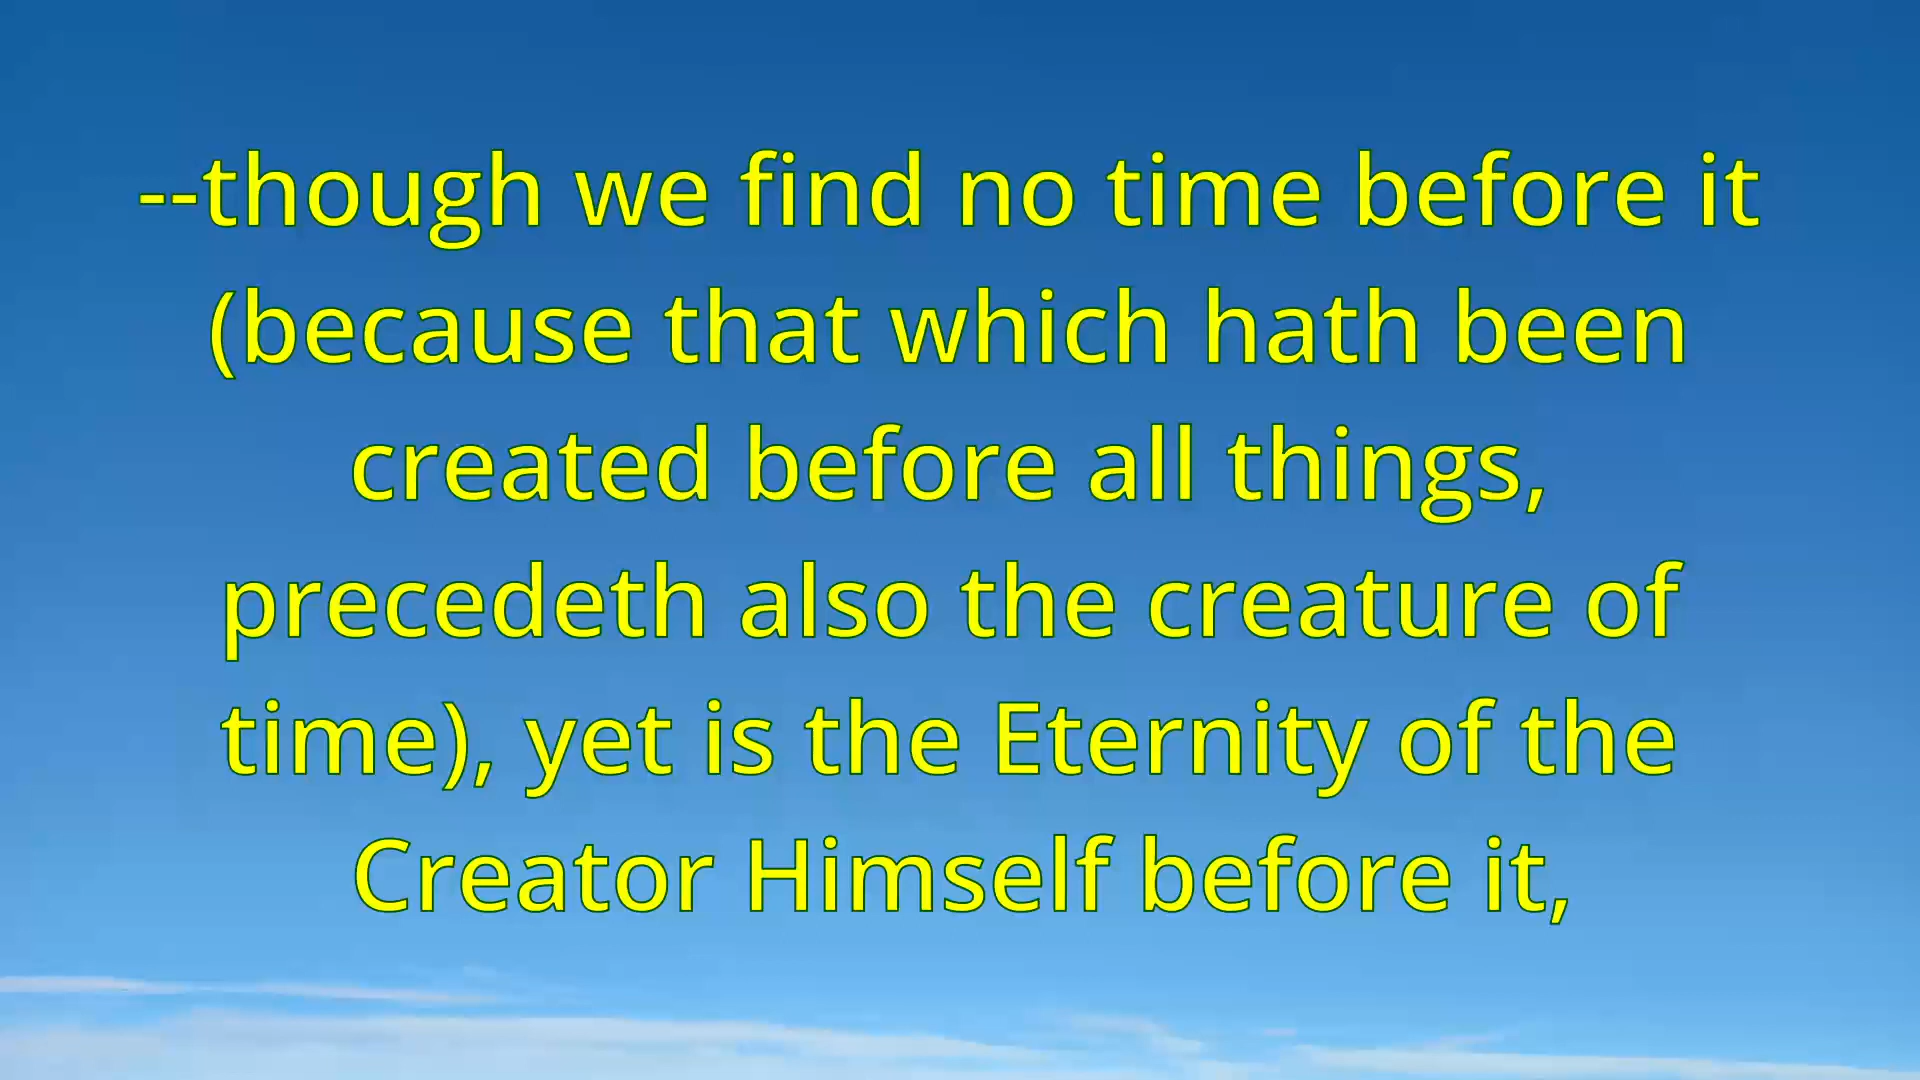 --though we find no time before it
(because that which hath been
created before all things,
precedeth also the creature of
time), yet is the Eternity of the
Creator Himself before it,